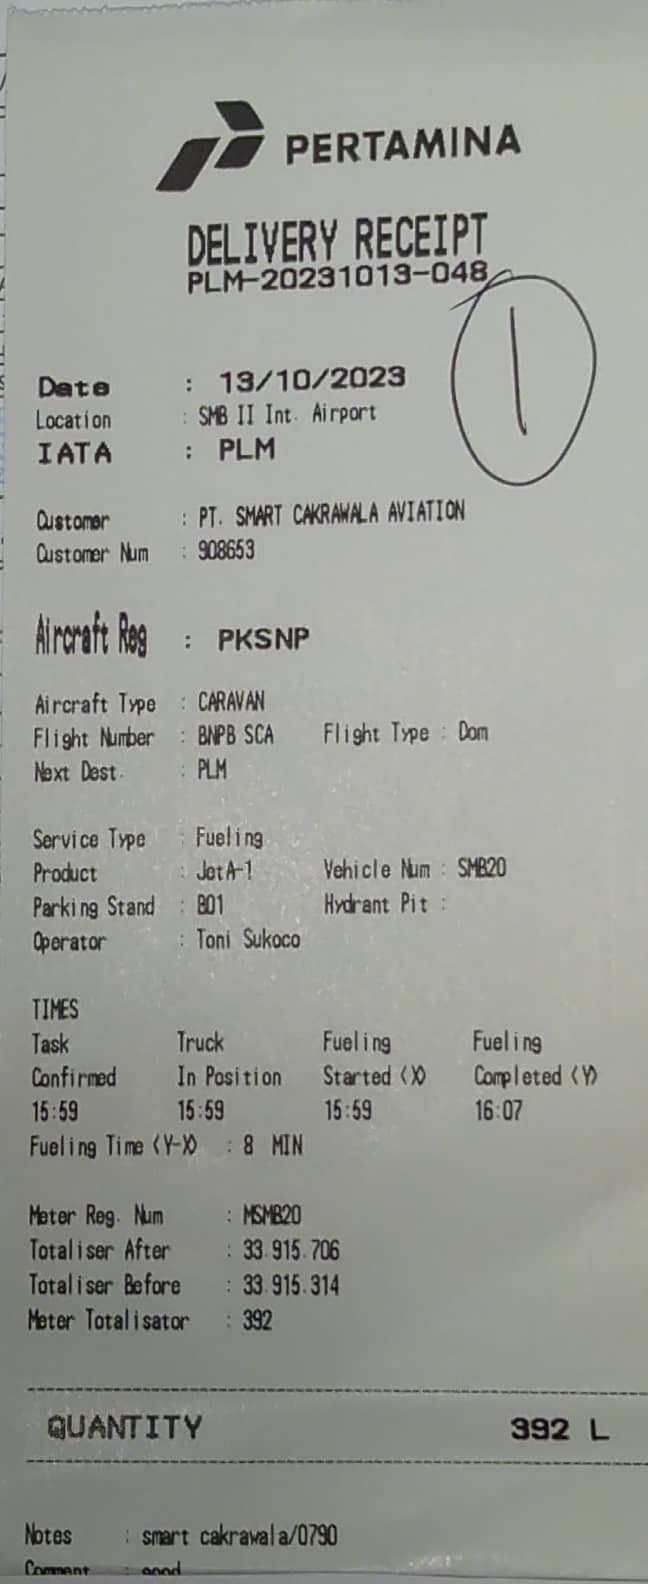 PERTAMINA
DELIVERY RECEIPT
PLM-20231013-048
1
Date : 13/10/2023
Location : SMB II Int. Airport
IATA : PLM
Customer : PT. SMART CAKRAWALA AVIATION
Customer Num : 908653
Aircraft Reg : PKSNP
Aircraft Type : CARAVAN
Flight Number : BNPB SCA Flight Type : Dom
Next Dest. : PLM
Service Type : Fueling
Product : JetA-1 Vehicle Num : SMB20
Parking Stand : B01 Hydrant Pit :
Operator : Toni Sukoco
TIMES
Task Truck Fueling Fueling
Confirmed In Position Started (X) Completed (Y)
15:59 15:59 15:59 16:07
Fueling Time (Y-X) : 8 MIN
Meter Reg. Num : MSMB20
Totaliser After : 33.915.706
Totaliser Before : 33.915.314
Meter Totalisator : 392
QUANTITY 392 L
Notes : smart cakrawala/0790
Comment : good